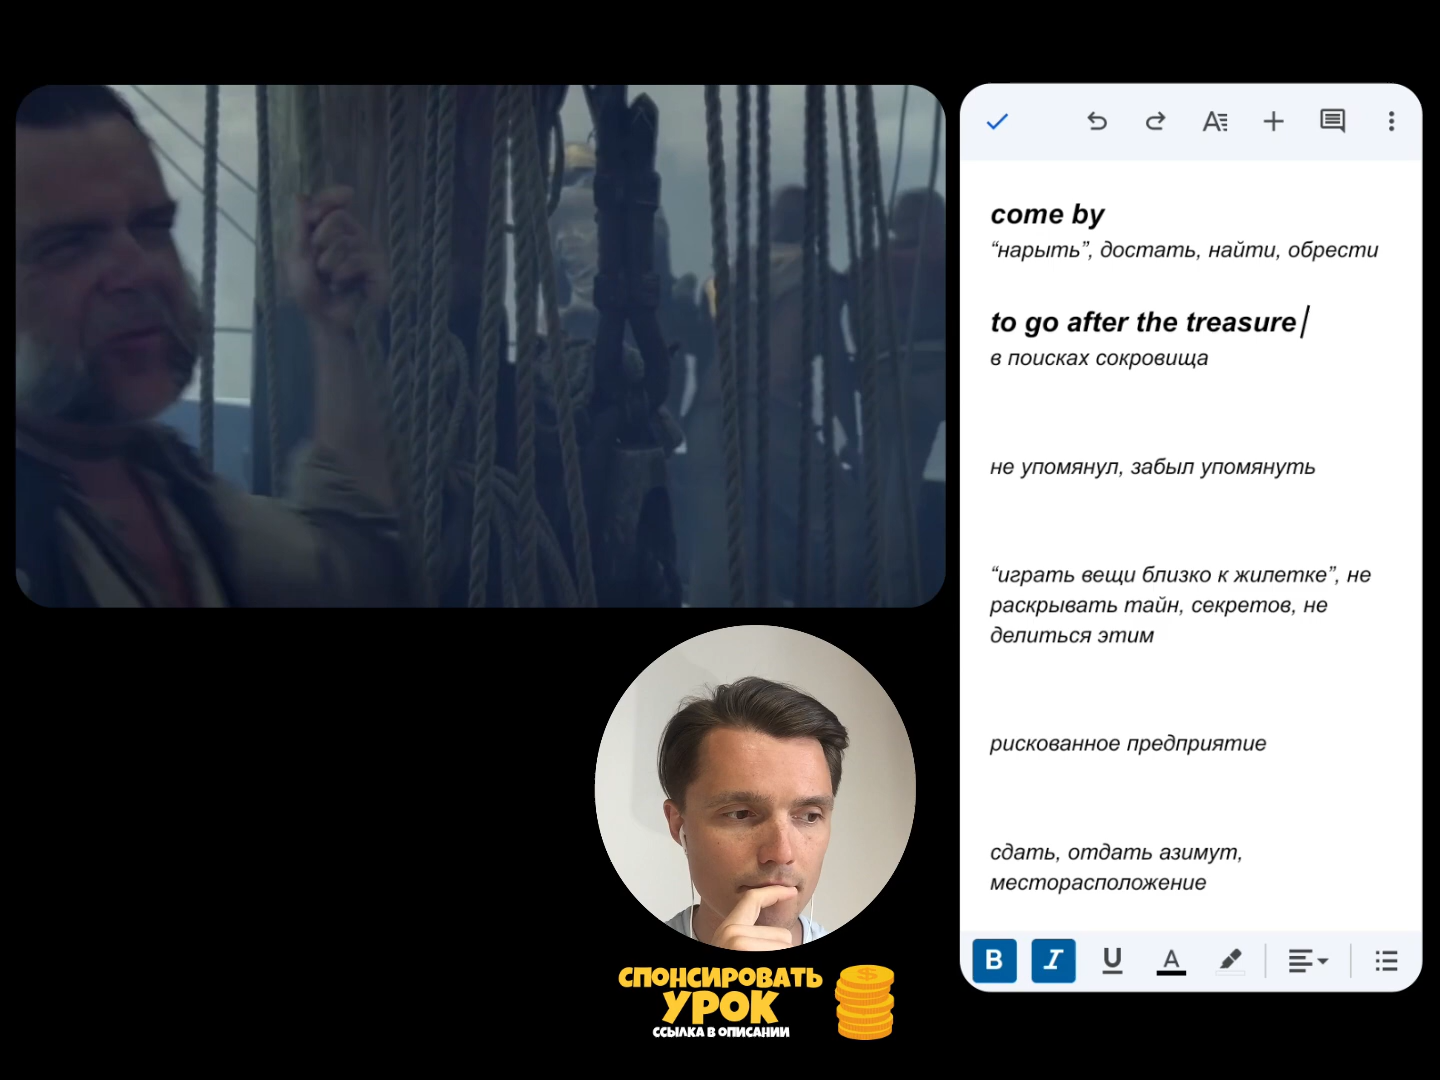 come by
“нарыть”, достать, найти, обрести
to go after the treasure
в поисках сокровища
не упомянул, забыл упомянуть
“играть вещи близко к жилетке”, не
раскрывать тайн, секретов, не
делиться этим
рискованное предприятие
сдать, отдать азимут,
месторасположение
B I U A
СПОНСИРОВАТЬ
УРОК
ССЫЛКА В ОПИСАНИИ